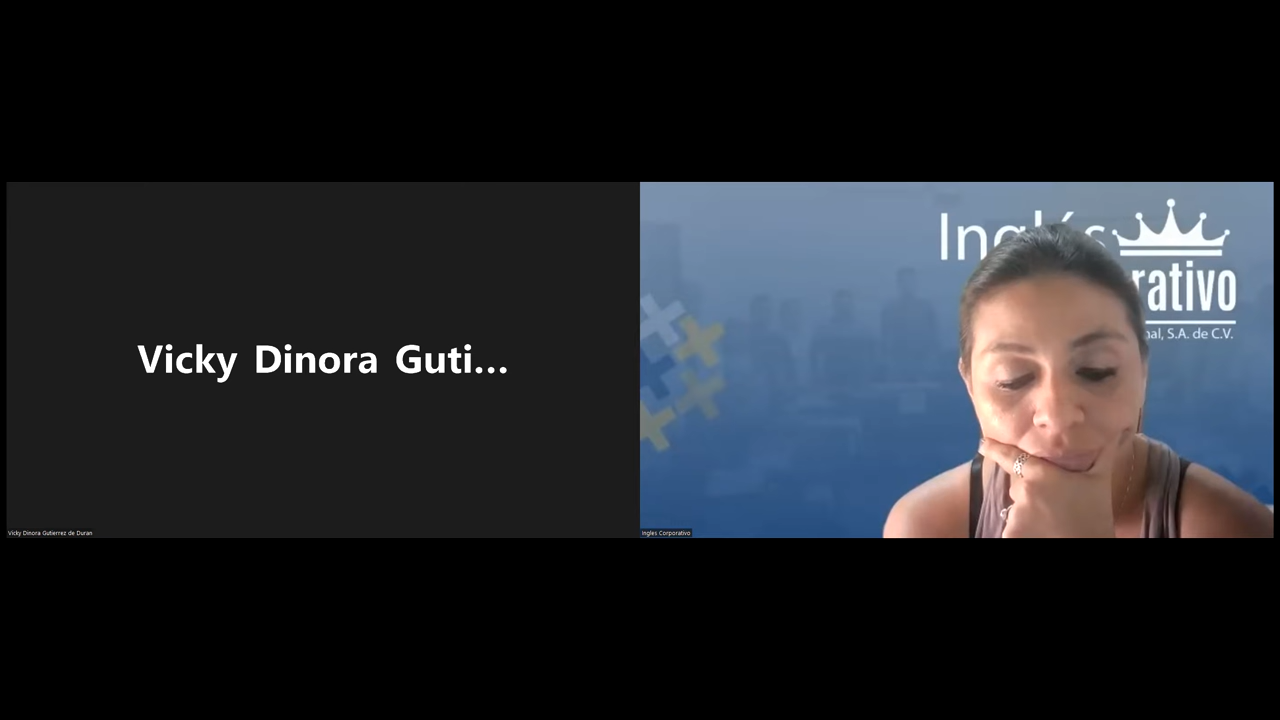 Vicky Dinora Guti...
Vicky Dinora Gutierrez de Duran
Inglés
rativo
nal, S.A. de C.V.
Ingles Corporativo